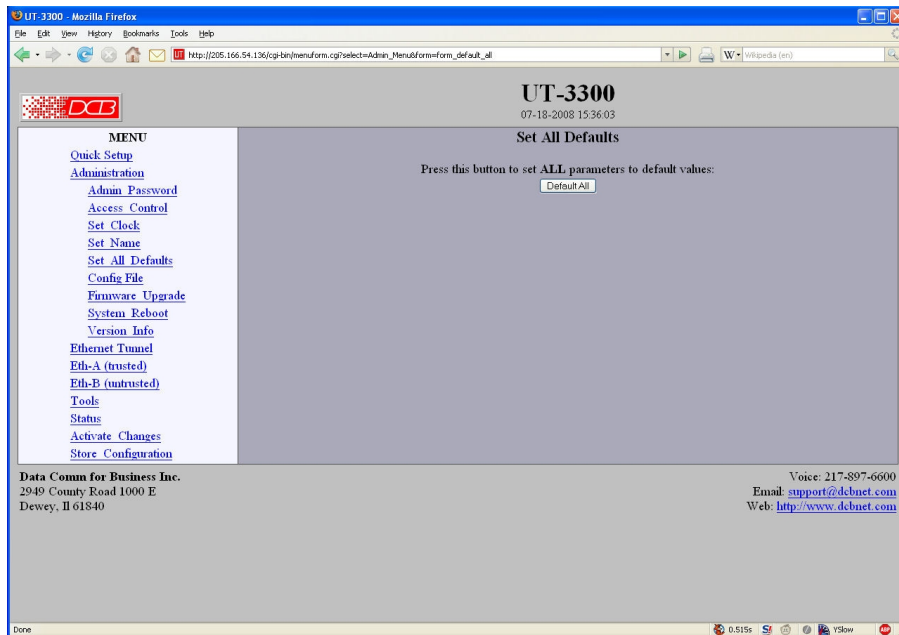 UT-3300 - Mozilla Firefox
File Edit View History Bookmarks Tools Help
http://205.166.54.136/cgi-bin/menuform.cgi?select=Admin_Menu&form=form_default_all
W Wikipedia (en)
DCB
UT-3300
07-18-2008 15:36:03
MENU
Quick Setup
Administration
Admin Password
Access Control
Set Clock
Set Name
Set All Defaults
Config File
Firmware Upgrade
System Reboot
Version Info
Ethernet Tunnel
Eth-A (trusted)
Eth-B (untrusted)
Tools
Status
Activate Changes
Store Configuration
Set All Defaults
Press this button to set ALL parameters to default values:
Default All
Data Comm for Business Inc.
2949 County Road 1000 E
Dewey, Il 61840
Voice: 217-897-6600
Email: support@dcbnet.com
Web: http://www.dcbnet.com
Done
0.515s
YSlow
ABP